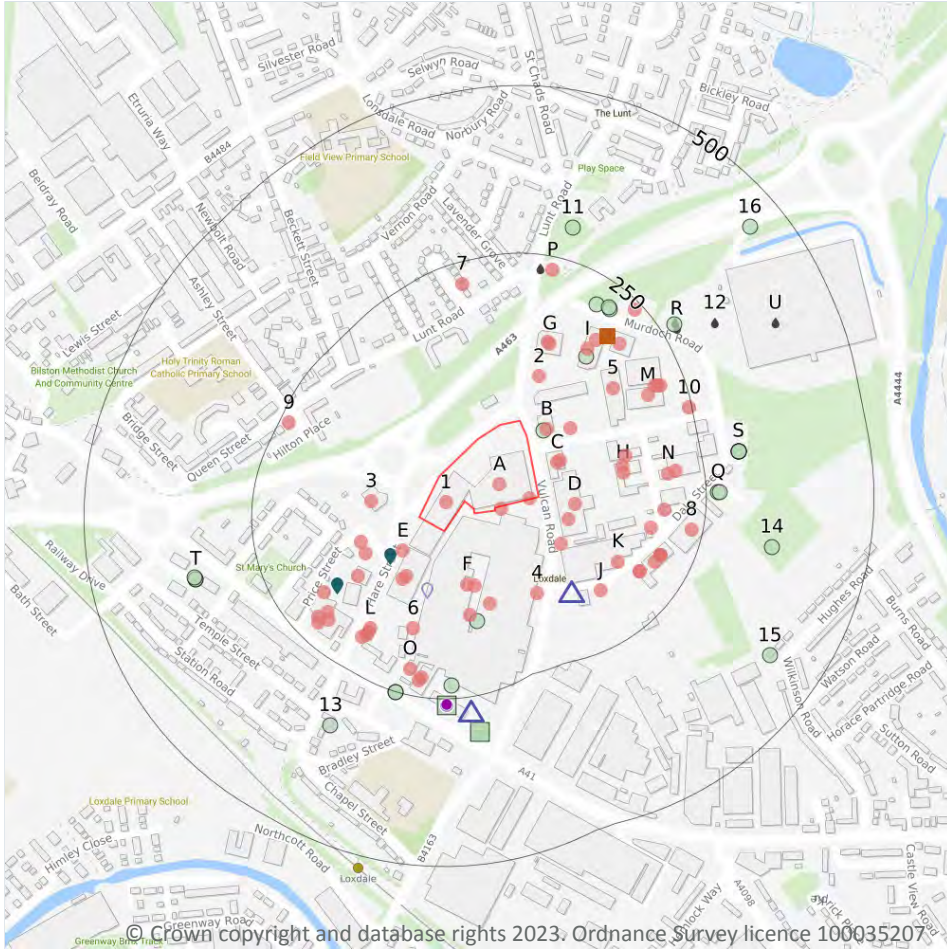 Silvester Road
Selwyn Road
St Chads Road
Bickley Road
Etruria Way
Lonsdale Road
Norbury Road
The Lunt
B4484
500
Field View Primary School
Play Space
Beldray Road
Newbolt Road
Beckett Street
Vernon Road
Lavender Grove
Lunt Road
11
16
P
7
Ashley Street
250
R
12
U
Lewis Street
Lunt Road
A463
G
I
Murdoch Road
Holy Trinity Roman
Catholic Primary School
Bilston Methodist Church
And Community Centre
2
5
M
10
A4444
9
Hilton Place
Bridge Street
Queen Street
B
C
S
H
N
A
3
1
D
Q
Vulcan Road
8
E
14
Railway Drive
St Mary's Church
Price Street
K
F
4
Loxdale
J
T
Bath Street
Temple Street
L
6
Hughes Road
Burns Road
Station Road
O
15
Watson Road
Wilkinson Road
Horace Partridge Road
13
Sutton Road
Bradley Street
A41
Chapel Street
Loxdale Primary School
Himley Close
Northcott Road
B4163
Loxdale
A4098
Castle View Road
Greenway Road
© Crown copyright and database rights 2023. Ordnance Survey licence 100035207.